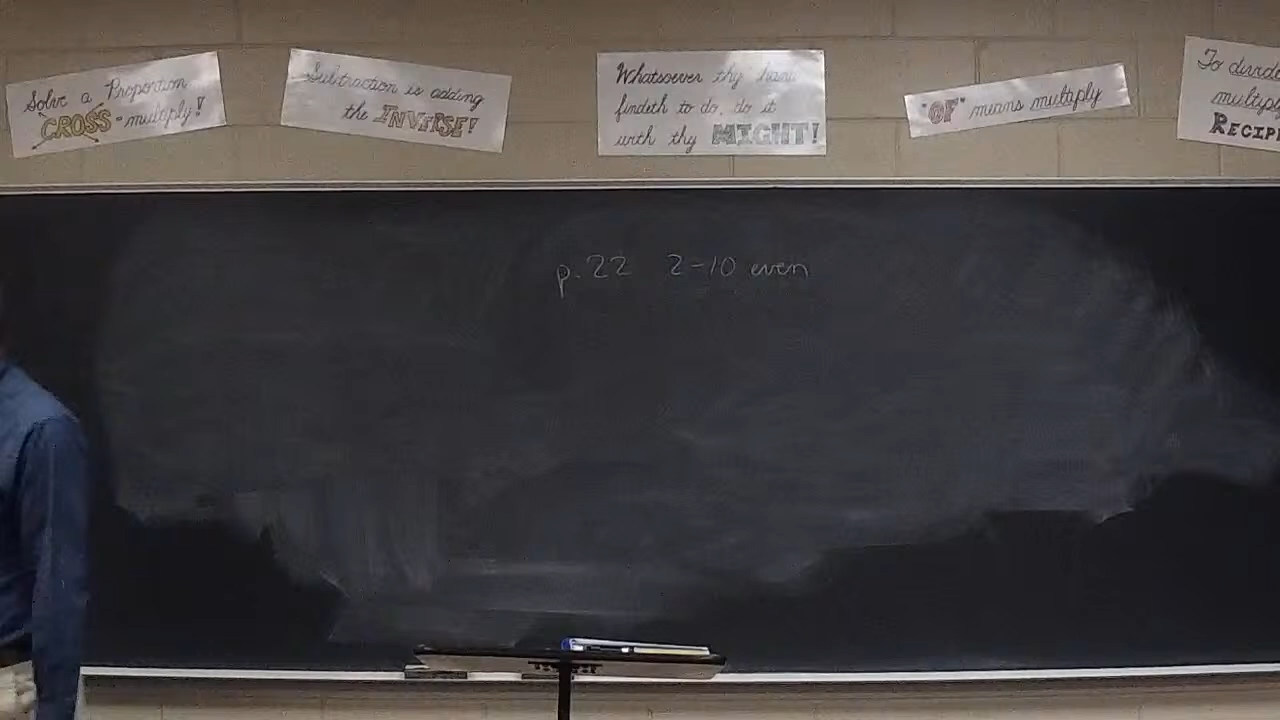 Solve a Proportion
CROSS-multiply!
Subtraction is adding
the INVERSE!
Whatsoever thy hand
findeth to do, do it
with thy MIGHT!
"OF" means multiply
To divide
multiply
RECIP
p. 22 2-10 even